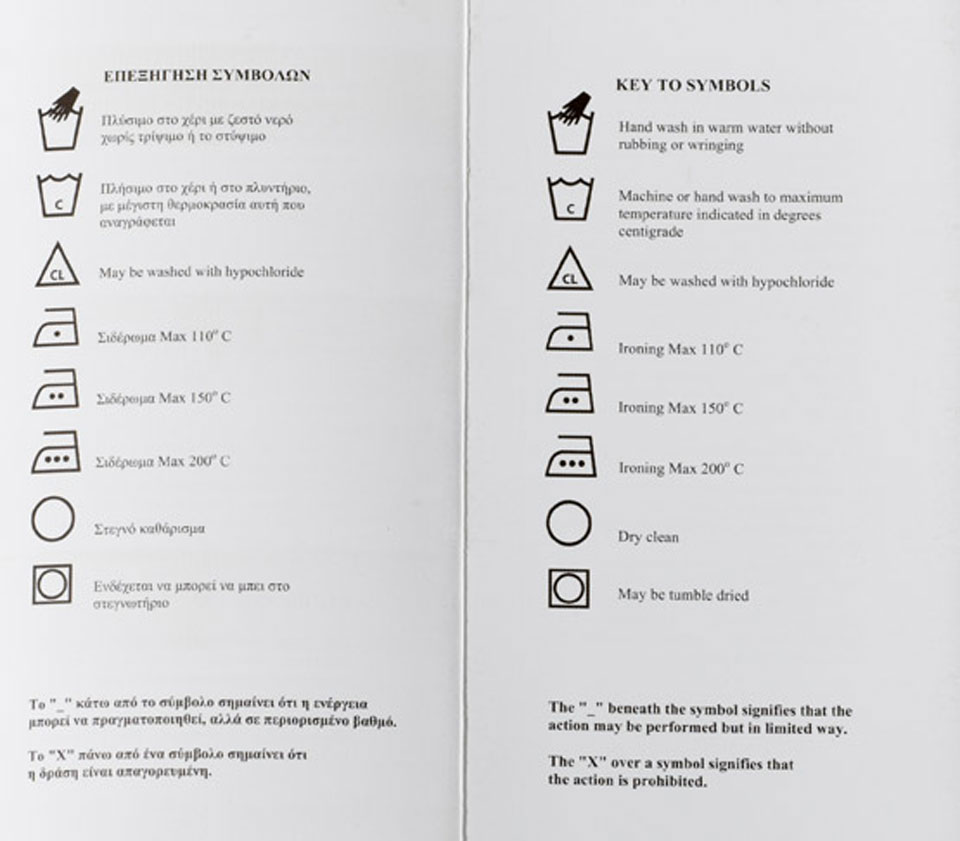 ΕΠΕΞΗΓΗΣΗ ΣΥΜΒΟΛΩΝ
Πλύσιμο στο χέρι με ζεστό νερό
χωρίς τρίψιμο ή το στύψιμο
C
Πλήσιμο στο χέρι ή στο πλυντήριο,
με μέγιστη θερμοκρασία αυτή που
αναγράφεται
CL
May be washed with hypochloride
Σιδέρωμα Max 110º C
Σιδέρωμα Max 150º C
Σιδέρωμα Max 200º C
Στεγνό καθάρισμα
Ενδέχεται να μπορεί να μπει στο
στεγνωτήριο
Το "_" κάτω από το σύμβολο σημαίνει ότι η ενέργεια
μπορεί να πραγματοποιηθεί, αλλά σε περιορισμένο βαθμό.
Το "Χ" πάνω από ένα σύμβολο σημαίνει ότι
η δράση είναι απαγορευμένη.
KEY TO SYMBOLS
Hand wash in warm water without
rubbing or wringing
C
Machine or hand wash to maximum
temperature indicated in degrees
centigrade
CL
May be washed with hypochloride
Ironing Max 110º C
Ironing Max 150º C
Ironing Max 200º C
Dry clean
May be tumble dried
The "_" beneath the symbol signifies that the
action may be performed but in limited way.
The "X" over a symbol signifies that
the action is prohibited.